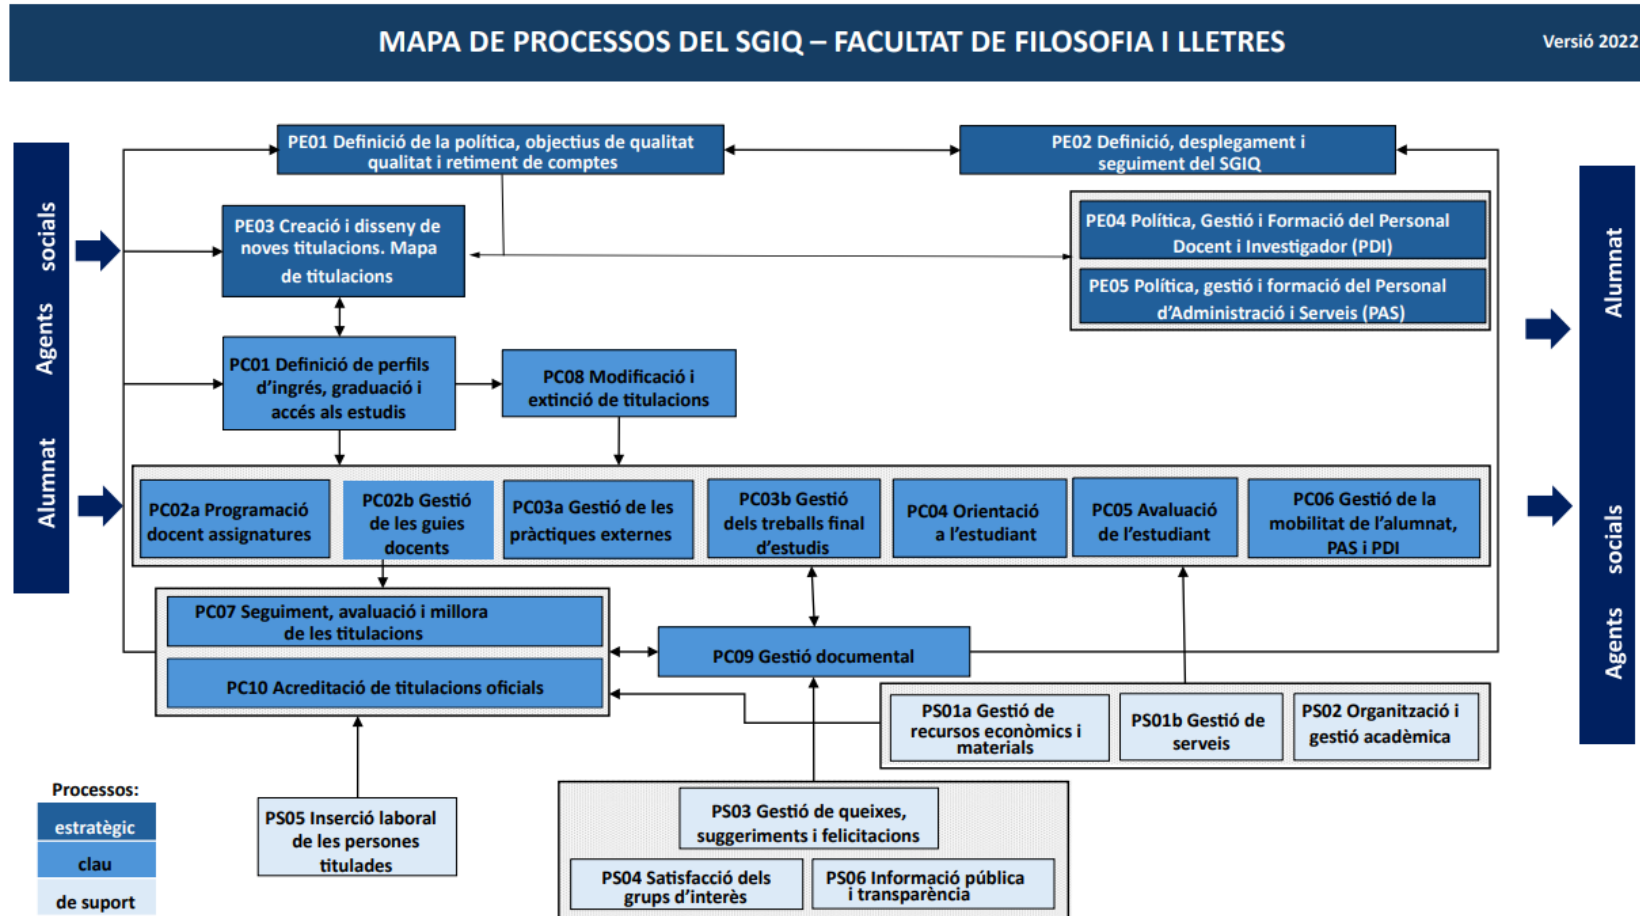 MAPA DE PROCESSOS DEL SGIQ – FACULTAT DE FILOSOFIA I LLETRES
Versió 2022
Agents socials
Alumnat
PE01 Definició de la política, objectius de qualitat
qualitat i retiment de comptes
PE02 Definició, desplegament i
seguiment del SGIQ
PE03 Creació i disseny de
noves titulacions. Mapa
de titulacions
PE04 Política, Gestió i Formació del Personal
Docent i Investigador (PDI)
PE05 Política, gestió i formació del Personal
d'Administració i Serveis (PAS)
PC01 Definició de perfils
d'ingrés, graduació i
accés als estudis
PC08 Modificació i
extinció de titulacions
PC02a Programació
docent assignatures
PC02b Gestió
de les guies
docents
PC03a Gestió de les
pràctiques externes
PC03b Gestió
dels treballs final
d'estudis
PC04 Orientació
a l'estudiant
PC05 Avaluació
de l'estudiant
PC06 Gestió de la
mobilitat de l'alumnat,
PAS i PDI
PC07 Seguiment, avaluació i millora
de les titulacions
PC10 Acreditació de titulacions oficials
PC09 Gestió documental
PS01a Gestió de
recursos econòmics i
materials
PS01b Gestió de
serveis
PS02 Organització i
gestió acadèmica
PS05 Inserció laboral
de les persones
titulades
PS03 Gestió de queixes,
suggeriments i felicitacions
PS04 Satisfacció dels
grups d'interès
PS06 Informació pública
i transparència
Alumnat
Agents socials
Processos:
estratègic
clau
de suport